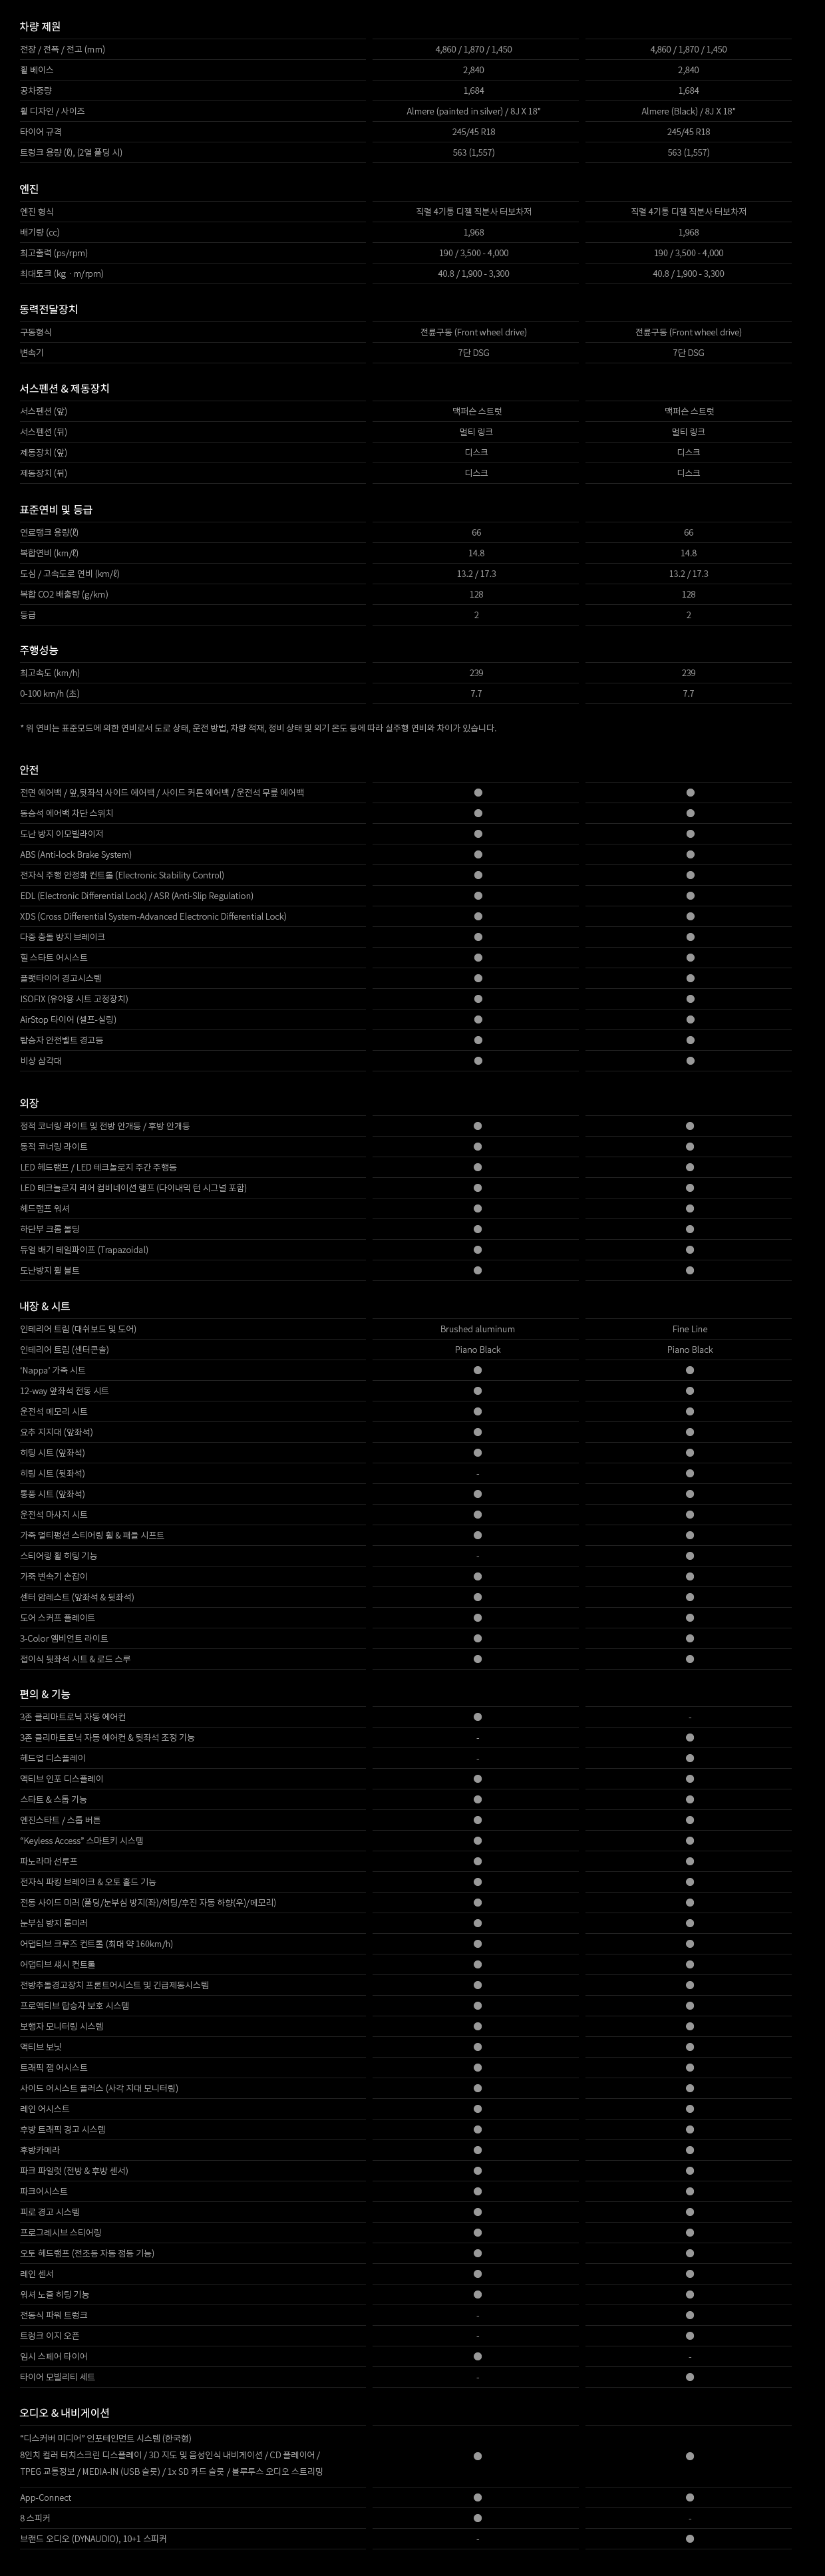 차량 제원
전장 / 전폭 / 전고 (mm) 4,860 / 1,870 / 1,450 4,860 / 1,870 / 1,450
휠 베이스 2,840 2,840
공차중량 1,684 1,684
휠 디자인 / 사이즈 Almere (painted in silver) / 8J X 18" Almere (Black) / 8J X 18"
타이어 규격 245/45 R18 245/45 R18
트렁크 용량 (ℓ), (2열 폴딩 시) 563 (1,557) 563 (1,557)
엔진
엔진 형식 직렬 4기통 디젤 직분사 터보차저 직렬 4기통 디젤 직분사 터보차저
배기량 (cc) 1,968 1,968
최고출력 (ps/rpm) 190 / 3,500 - 4,000 190 / 3,500 - 4,000
최대토크 (kg · m/rpm) 40.8 / 1,900 - 3,300 40.8 / 1,900 - 3,300
동력전달장치
구동형식 전륜구동 (Front wheel drive) 전륜구동 (Front wheel drive)
변속기 7단 DSG 7단 DSG
서스펜션 & 제동장치
서스펜션 (앞) 맥퍼슨 스트럿 맥퍼슨 스트럿
서스펜션 (뒤) 멀티 링크 멀티 링크
제동장치 (앞) 디스크 디스크
제동장치 (뒤) 디스크 디스크
표준연비 및 등급
연료탱크 용량(ℓ) 66 66
복합연비 (km/ℓ) 14.8 14.8
도심 / 고속도로 연비 (km/ℓ) 13.2 / 17.3 13.2 / 17.3
복합 CO2 배출량 (g/km) 128 128
등급 2 2
주행성능
최고속도 (km/h) 239 239
0-100 km/h (초) 7.7 7.7
* 위 연비는 표준모드에 의한 연비로서 도로 상태, 운전 방법, 차량 적재, 정비 상태 및 외기 온도 등에 따라 실주행 연비와 차이가 있습니다.
안전
전면 에어백 / 앞,뒷좌석 사이드 에어백 / 사이드 커튼 에어백 / 운전석 무릎 에어백 ● ●
동승석 에어백 차단 스위치 ● ●
도난 방지 이모빌라이저 ● ●
ABS (Anti-lock Brake System) ● ●
전자식 주행 안정화 컨트롤 (Electronic Stability Control) ● ●
EDL (Electronic Differential Lock) / ASR (Anti-Slip Regulation) ● ●
XDS (Cross Differential System-Advanced Electronic Differential Lock) ● ●
다중 충돌 방지 브레이크 ● ●
힐 스타트 어시스트 ● ●
플랫타이어 경고시스템 ● ●
ISOFIX (유아용 시트 고정장치) ● ●
AirStop 타이어 (셀프-실링) ● ●
탑승자 안전벨트 경고등 ● ●
비상 삼각대 ● ●
외장
정적 코너링 라이트 및 전방 안개등 / 후방 안개등 ● ●
동적 코너링 라이트 ● ●
LED 헤드램프 / LED 테크놀로지 주간 주행등 ● ●
LED 테크놀로지 리어 컴비네이션 램프 (다이내믹 턴 시그널 포함) ● ●
헤드램프 워셔 ● ●
하단부 크롬 몰딩 ● ●
듀얼 배기 테일파이프 (Trapazoidal) ● ●
도난방지 휠 볼트 ● ●
내장 & 시트
인테리어 트림 (대쉬보드 및 도어) Brushed aluminum Fine Line
인테리어 트림 (센터콘솔) Piano Black Piano Black
‘Nappa’ 가죽 시트 ● ●
12-way 앞좌석 전동 시트 ● ●
운전석 메모리 시트 ● ●
요추 지지대 (앞좌석) ● ●
히팅 시트 (앞좌석) ● ●
히팅 시트 (뒷좌석) - ●
통풍 시트 (앞좌석) ● ●
운전석 마사지 시트 ● ●
가죽 멀티펑션 스티어링 휠 & 패들 시프트 ● ●
스티어링 휠 히팅 기능 - ●
가죽 변속기 손잡이 ● ●
센터 암레스트 (앞좌석 & 뒷좌석) ● ●
도어 스커프 플레이트 ● ●
3-Color 엠비언트 라이트 ● ●
접이식 뒷좌석 시트 & 로드 스루 ● ●
편의 & 기능
3존 클리마트로닉 자동 에어컨 ● -
3존 클리마트로닉 자동 에어컨 & 뒷좌석 조정 기능 - ●
헤드업 디스플레이 - ●
액티브 인포 디스플레이 ● ●
스타트 & 스톱 기능 ● ●
엔진스타트 / 스톱 버튼 ● ●
“Keyless Access” 스마트키 시스템 ● ●
파노라마 선루프 ● ●
전자식 파킹 브레이크 & 오토 홀드 기능 ● ●
전동 사이드 미러 (폴딩/눈부심 방지(좌)/히팅/후진 자동 하향(우)/메모리) ● ●
눈부심 방지 룸미러 ● ●
어댑티브 크루즈 컨트롤 (최대 약 160km/h) ● ●
어댑티브 섀시 컨트롤 ● ●
전방추돌경고장치 프론트어시스트 및 긴급제동시스템 ● ●
프로액티브 탑승자 보호 시스템 ● ●
보행자 모니터링 시스템 ● ●
액티브 보닛 ● ●
트래픽 잼 어시스트 ● ●
사이드 어시스트 플러스 (사각 지대 모니터링) ● ●
레인 어시스트 ● ●
후방 트래픽 경고 시스템 ● ●
후방카메라 ● ●
파크 파일럿 (전방 & 후방 센서) ● ●
파크어시스트 ● ●
피로 경고 시스템 ● ●
프로그레시브 스티어링 ● ●
오토 헤드램프 (전조등 자동 점등 기능) ● ●
레인 센서 ● ●
워셔 노즐 히팅 기능 ● ●
전동식 파워 트렁크 - ●
트렁크 이지 오픈 - ●
임시 스페어 타이어 ● -
타이어 모빌리티 세트 - ●
오디오 & 내비게이션
“디스커버 미디어” 인포테인먼트 시스템 (한국형)
8인치 컬러 터치스크린 디스플레이 / 3D 지도 및 음성인식 내비게이션 / CD 플레이어 / ● ●
TPEG 교통정보 / MEDIA-IN (USB 슬롯) / 1x SD 카드 슬롯 / 블루투스 오디오 스트리밍
App-Connect ● ●
8 스피커 ● -
브랜드 오디오 (DYNAUDIO), 10+1 스피커 - ●